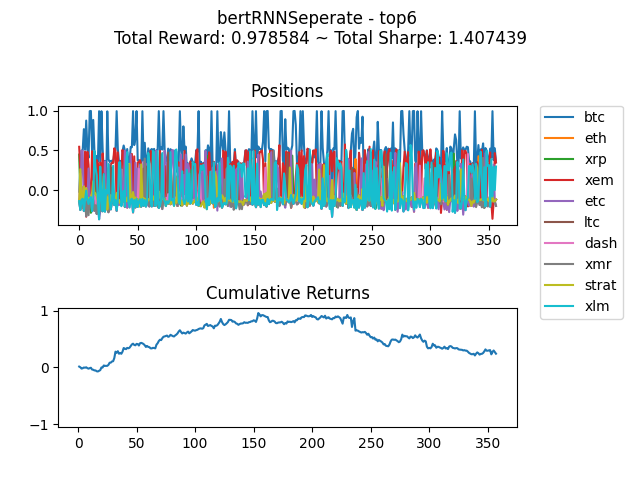 bertRNNSeperate - top6
Total Reward: 0.978584 ~ Total Sharpe: 1.407439
Positions
1.0
0.5
0.0
0 50 100 150 200 250 300 350
btc
eth
xrp
xem
etc
ltc
dash
xmr
strat
xlm
Cumulative Returns
1
0
−1
0 50 100 150 200 250 300 350